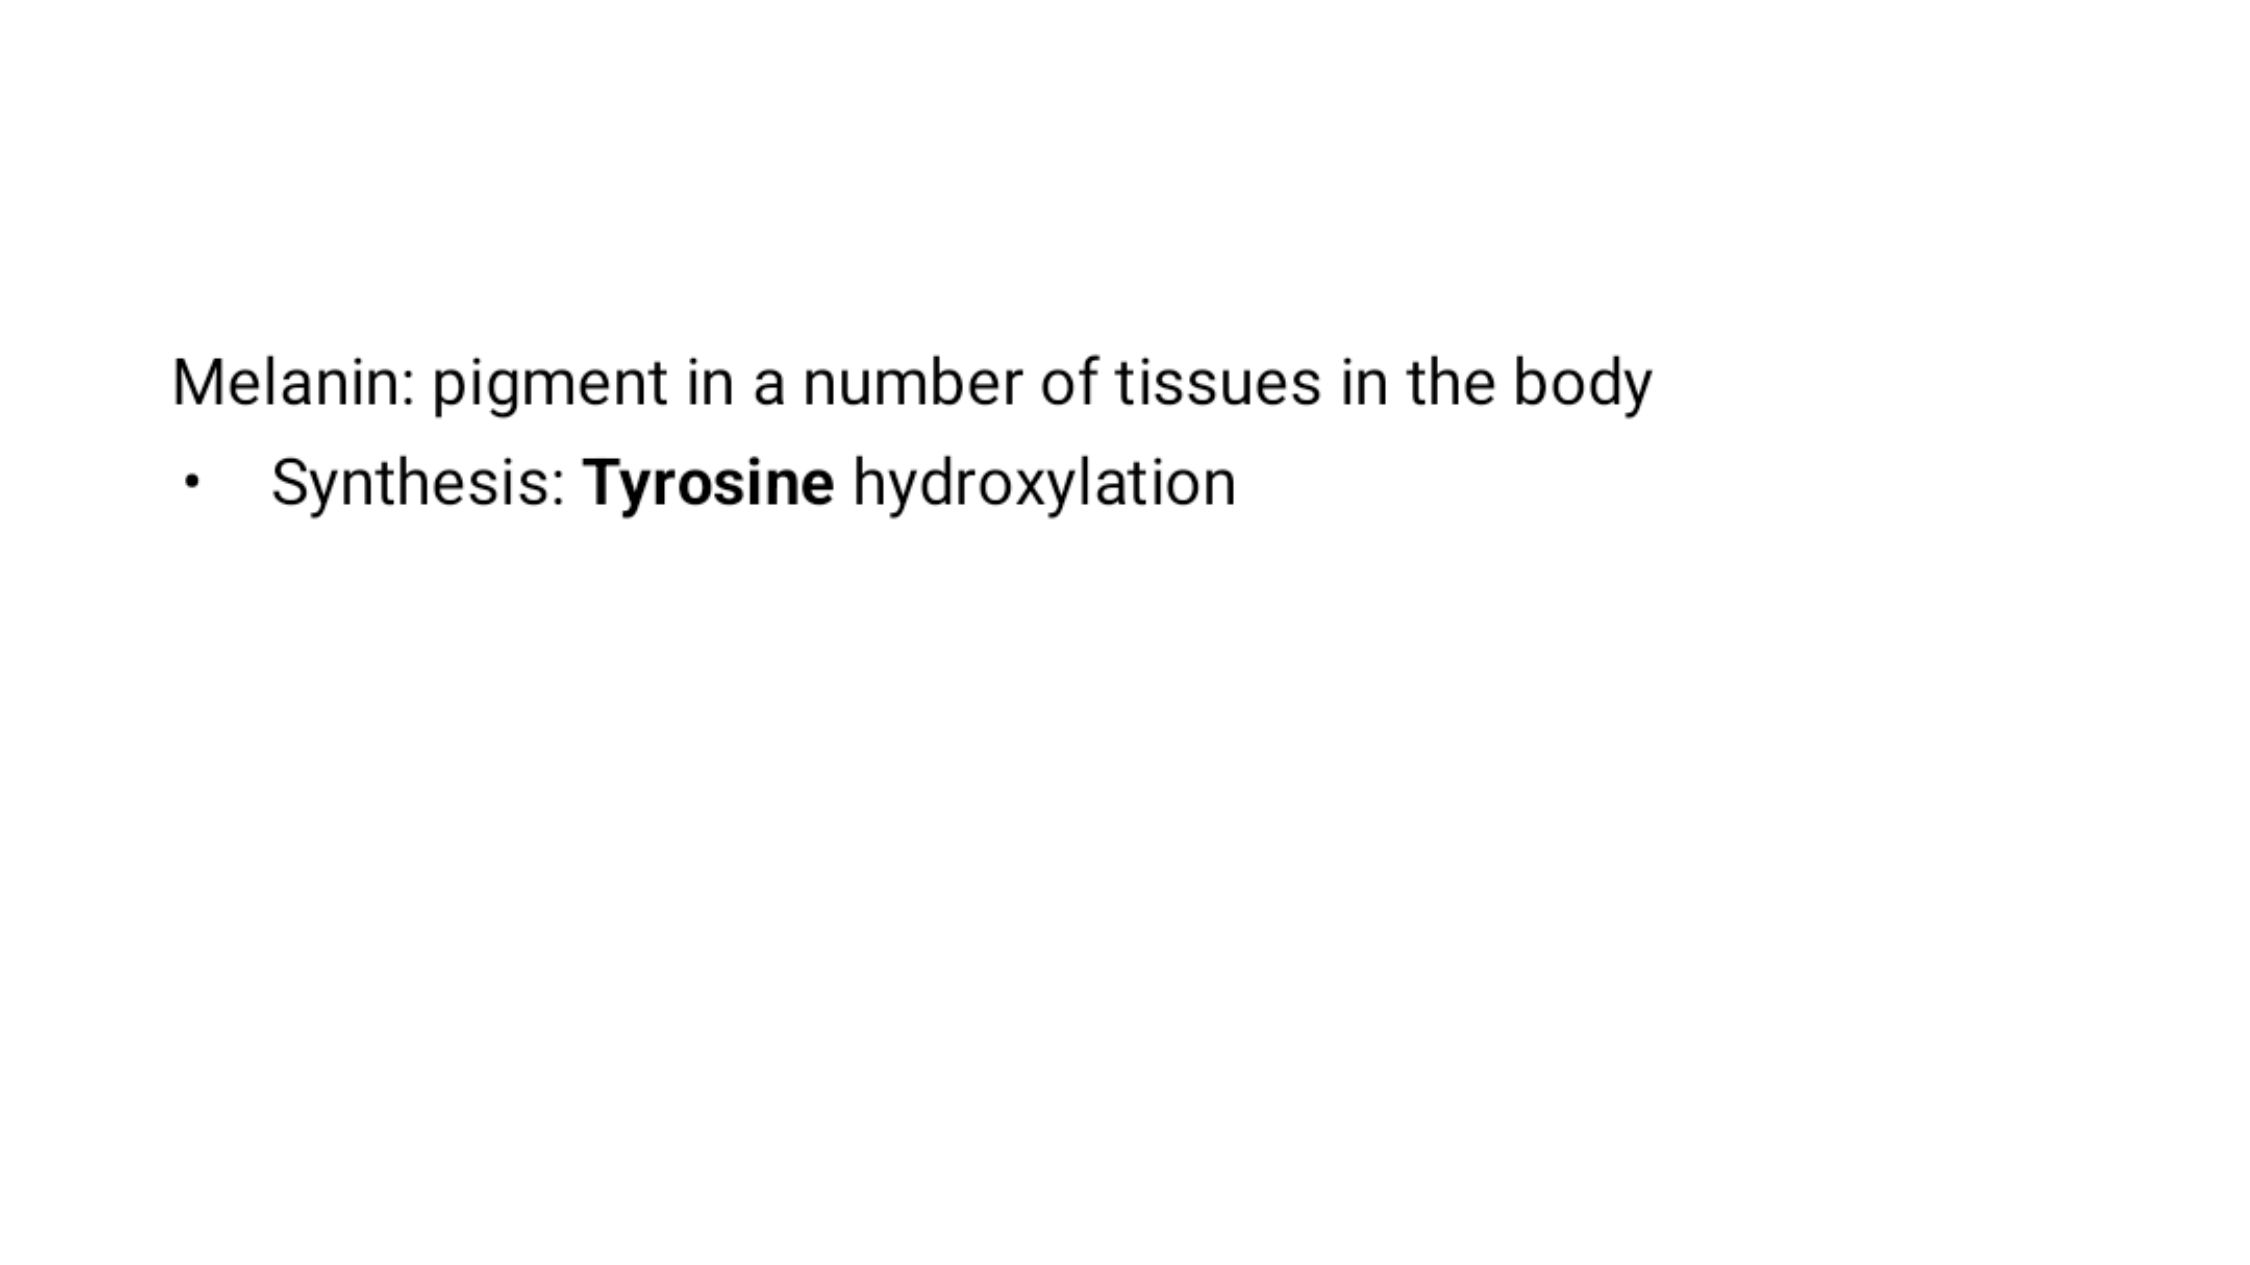 Melanin: pigment in a number of tissues in the body
• Synthesis: Tyrosine hydroxylation